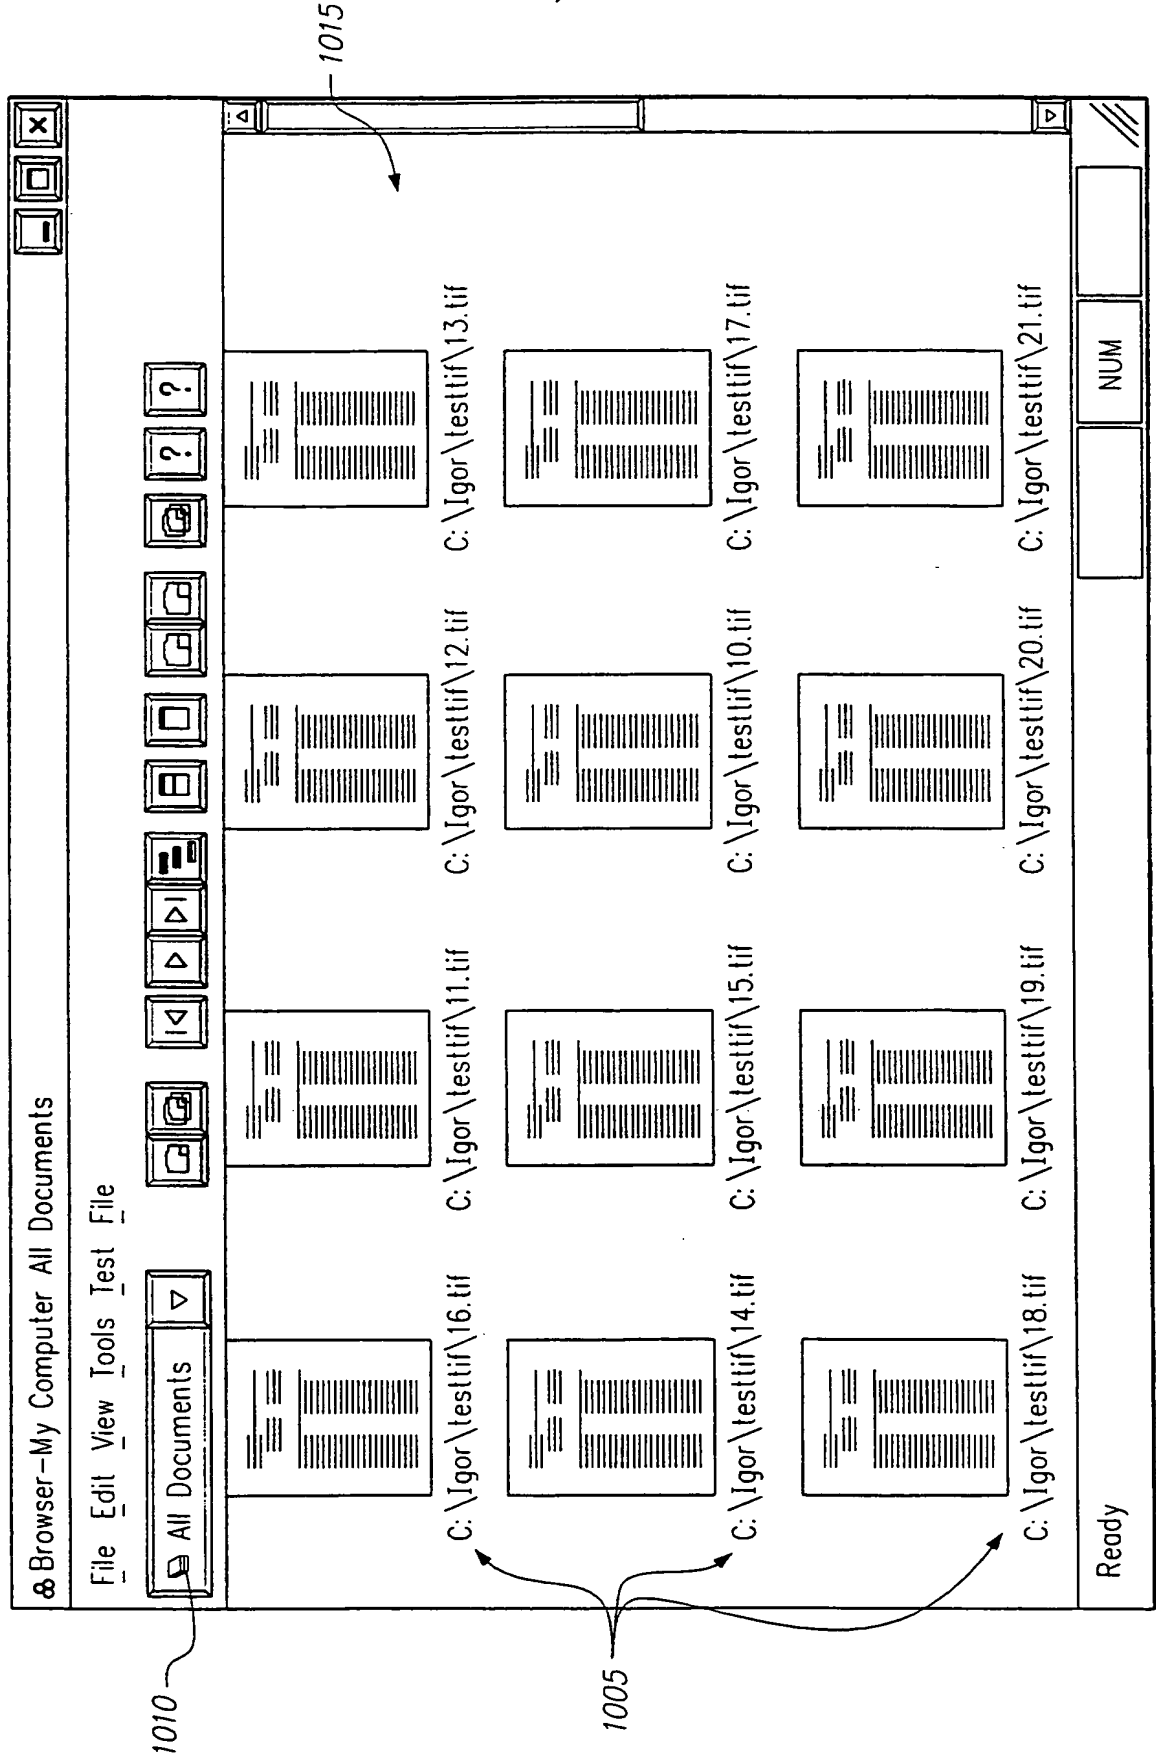 1015
Browser–My Computer All Documents
File Edit View Tools Test File
1010
All Documents
? ?
C:\Igor\testtif\16.tif C:\Igor\testtif\11.tif C:\Igor\testtif\12.tif C:\Igor\testtif\13.tif
C:\Igor\testtif\14.tif C:\Igor\testtif\15.tif C:\Igor\testtif\10.tif C:\Igor\testtif\17.tif
1005
C:\Igor\testtif\18.tif C:\Igor\testtif\19.tif C:\Igor\testtif\20.tif C:\Igor\testtif\21.tif
Ready NUM